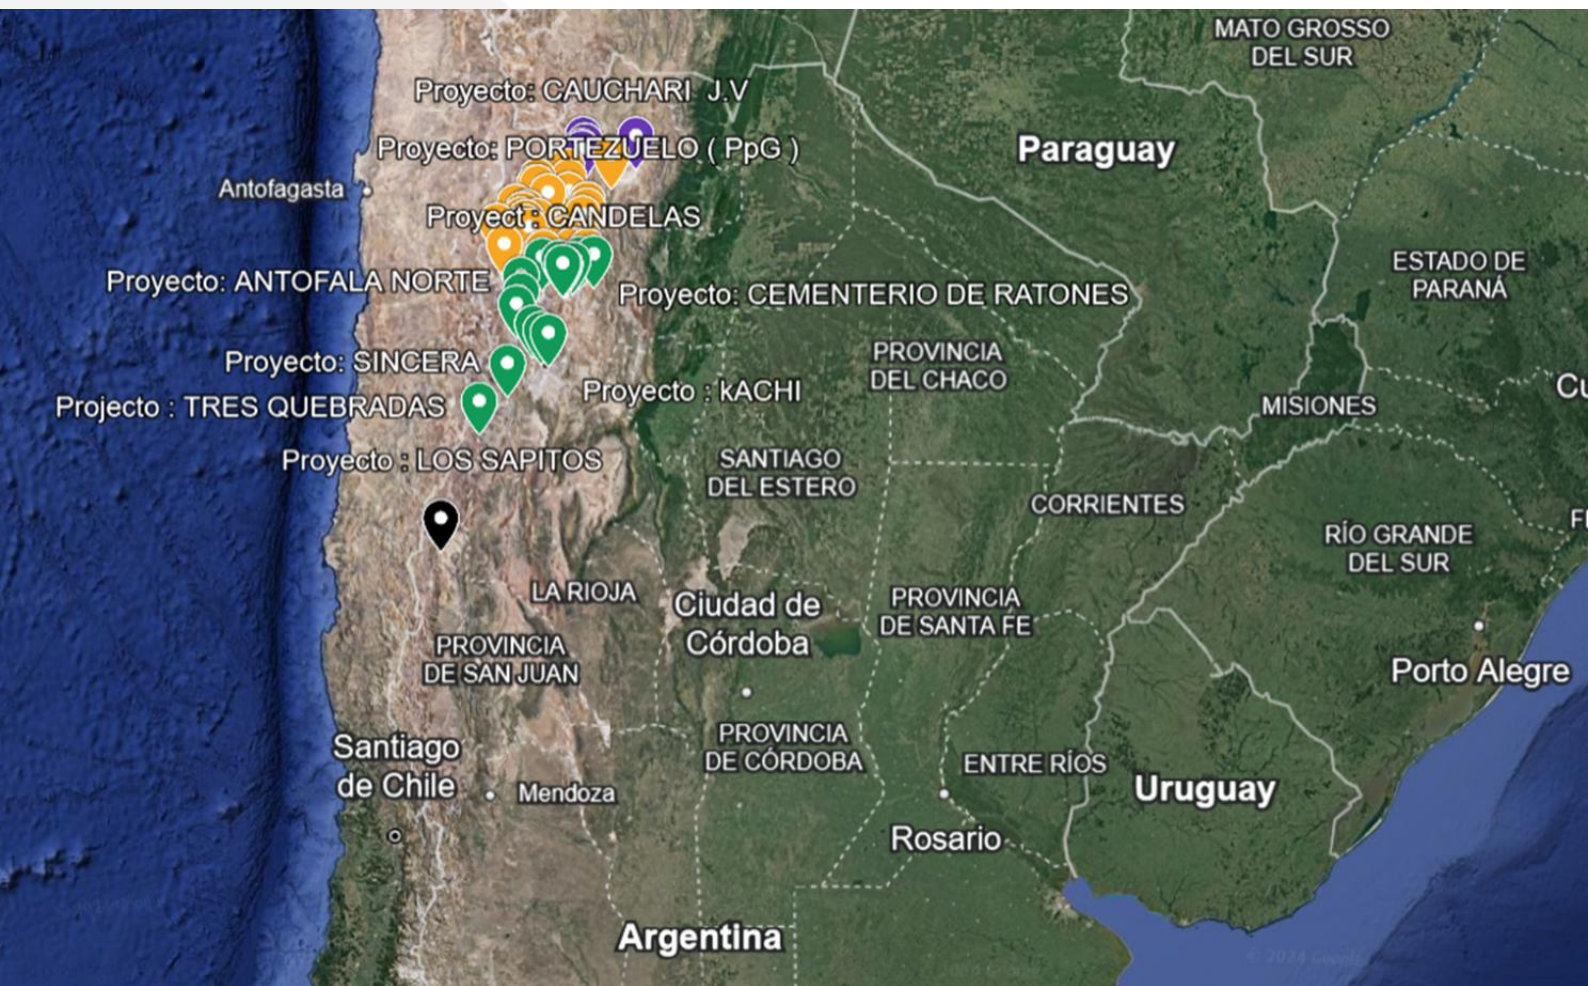 MATO GROSSO
DEL SUR
Proyecto: CAUCHARI J.V
Proyecto: PORTEZUELO ( PpG )
Paraguay
Antofagasta
Proyect : CANDELAS
ESTADO DE
PARANÁ
Proyecto: ANTOFALA NORTE
Proyecto: CEMENTERIO DE RATONES
PROVINCIA
DEL CHACO
Proyecto: SINCERA
Proyecto : kACHI
Projecto : TRES QUEBRADAS
MISIONES
Cu
Proyecto : LOS SAPITOS
SANTIAGO
DEL ESTERO
CORRIENTES
RÍO GRANDE
DEL SUR
LA RIOJA
Ciudad de
Córdoba
PROVINCIA
DE SANTA FE
PROVINCIA
DE SAN JUAN
Porto Alegre
Santiago
de Chile
PROVINCIA
DE CÓRDOBA
ENTRE RÍOS
Mendoza
Uruguay
Rosario
Argentina
© 2024 Google